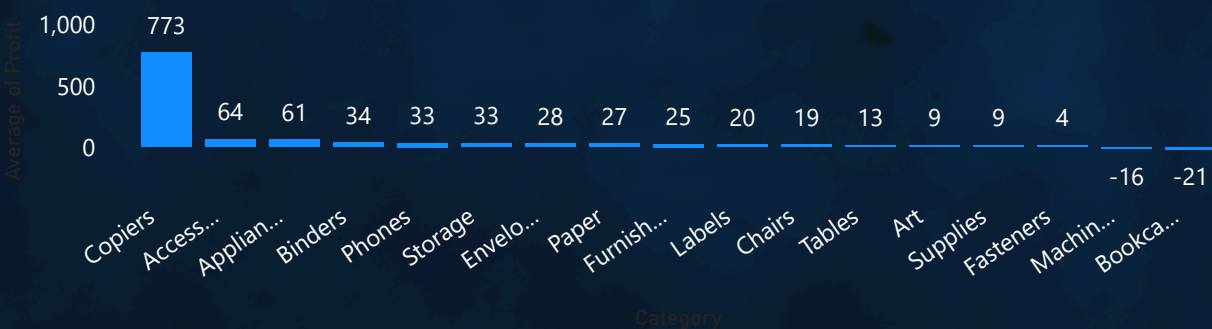 Average of Profit
1,000
500
0
773
64
61
34
33
33
28
27
25
20
19
13
9
9
4
-16
-21
Copiers
Access...
Applian...
Binders
Phones
Storage
Envelo...
Paper
Furnish...
Labels
Chairs
Tables
Art
Supplies
Fasteners
Machin...
Bookca...
Category